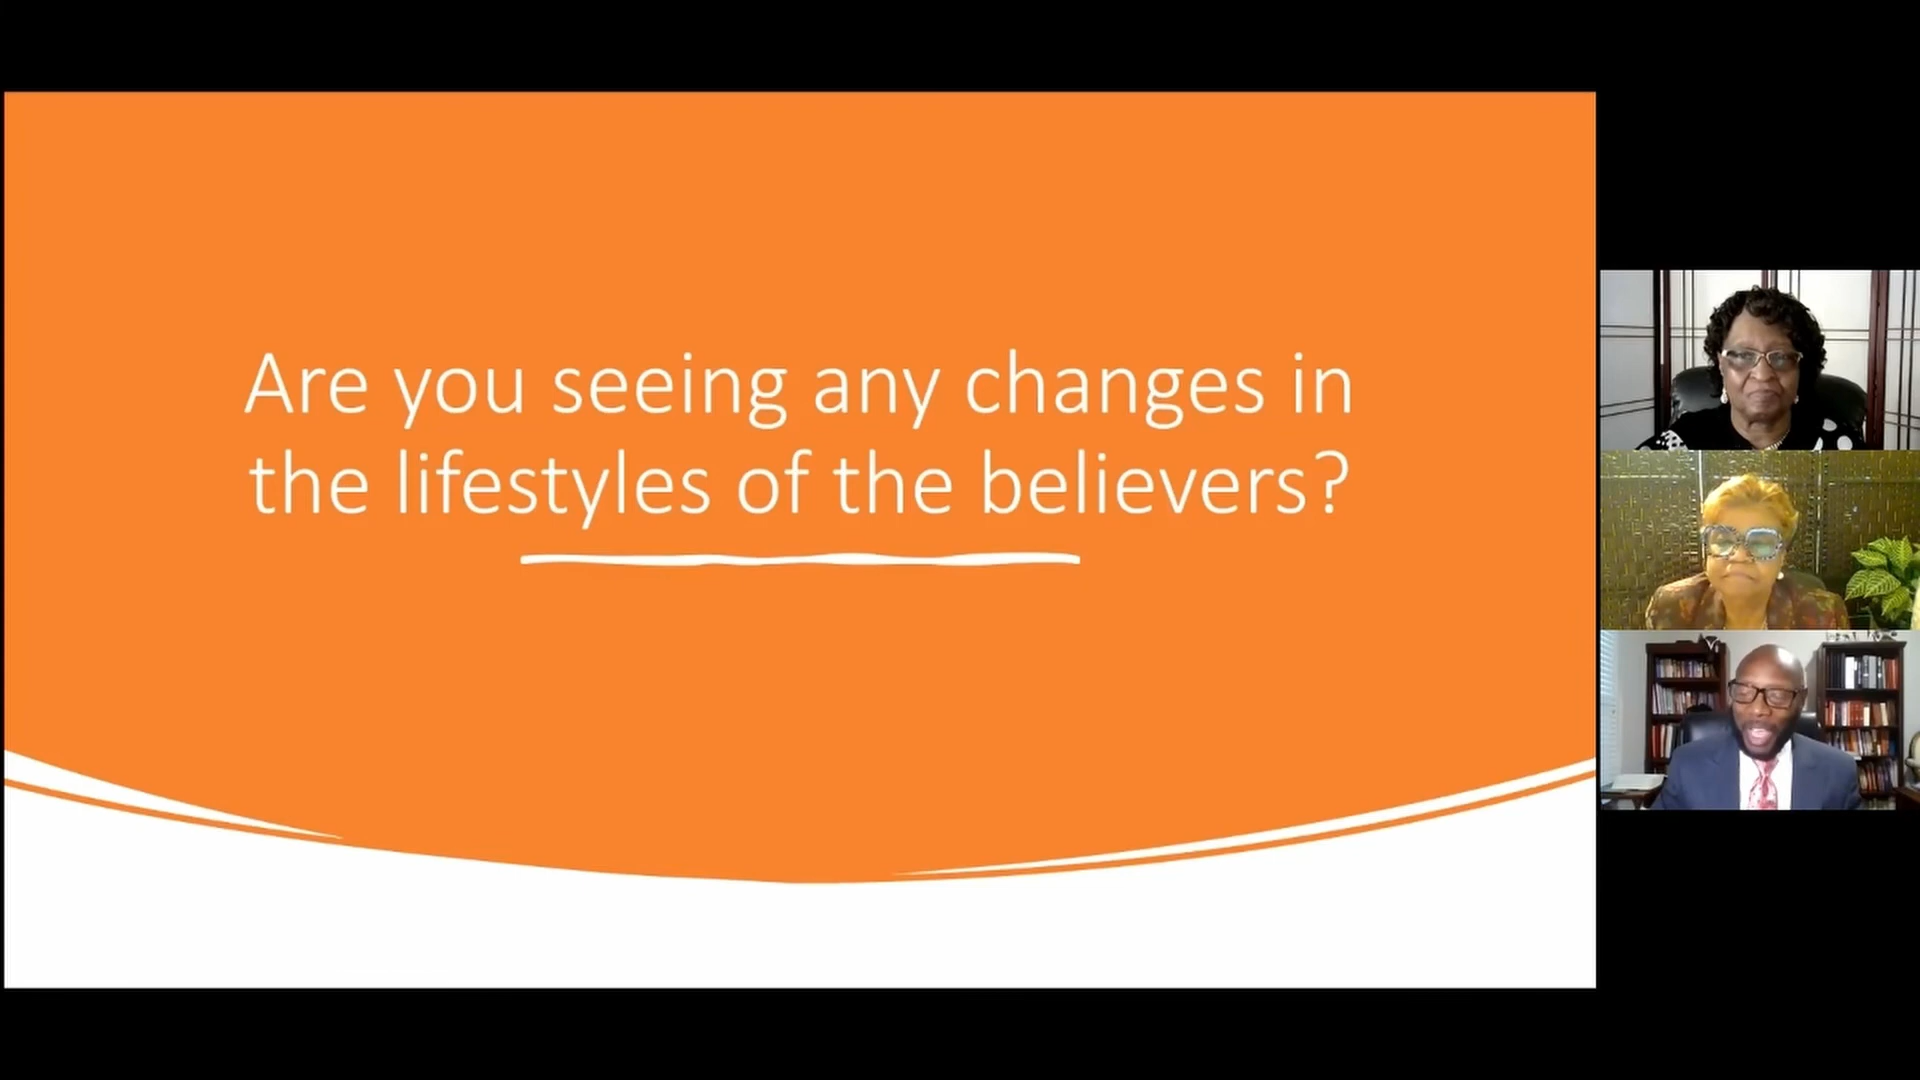 Are you seeing any changes in
the lifestyles of the believers?